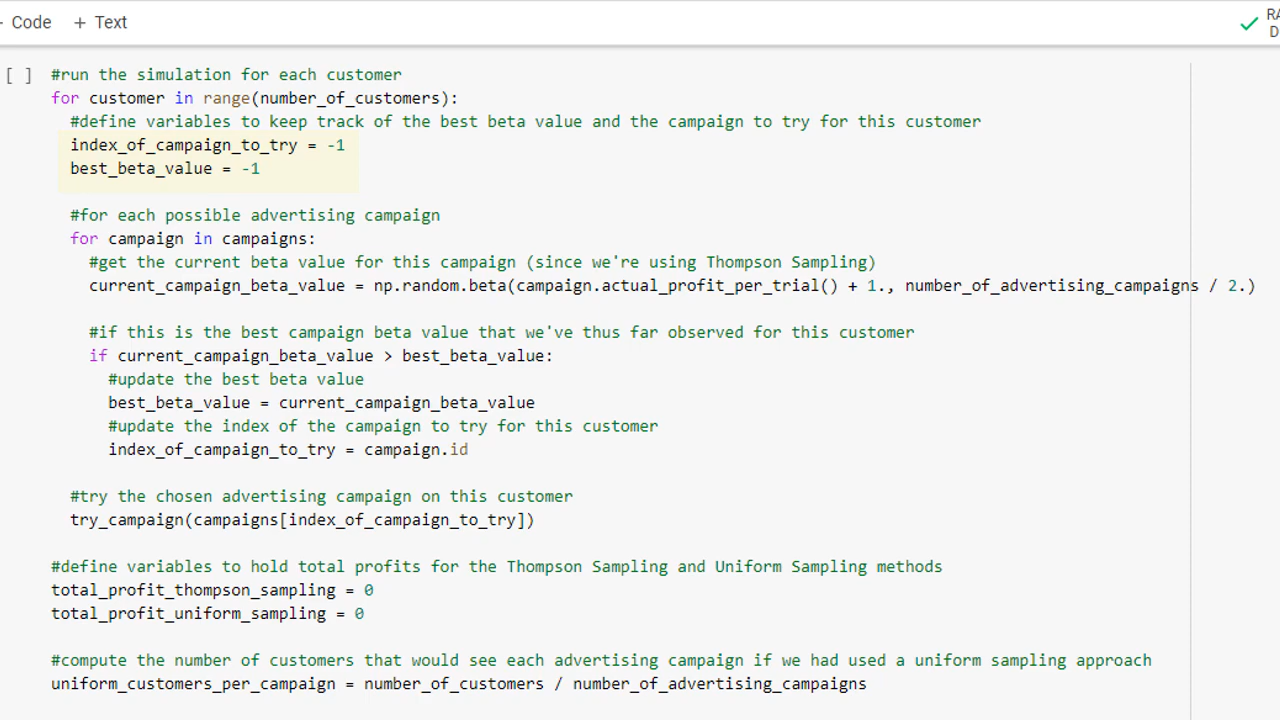 Code + Text
RA
D
[ ] #run the simulation for each customer
for customer in range(number_of_customers):
#define variables to keep track of the best beta value and the campaign to try for this customer
index_of_campaign_to_try = -1
best_beta_value = -1
#for each possible advertising campaign
for campaign in campaigns:
#get the current beta value for this campaign (since we're using Thompson Sampling)
current_campaign_beta_value = np.random.beta(campaign.actual_profit_per_trial() + 1., number_of_advertising_campaigns / 2.)
#if this is the best campaign beta value that we've thus far observed for this customer
if current_campaign_beta_value > best_beta_value:
#update the best beta value
best_beta_value = current_campaign_beta_value
#update the index of the campaign to try for this customer
index_of_campaign_to_try = campaign.id
#try the chosen advertising campaign on this customer
try_campaign(campaigns[index_of_campaign_to_try])
#define variables to hold total profits for the Thompson Sampling and Uniform Sampling methods
total_profit_thompson_sampling = 0
total_profit_uniform_sampling = 0
#compute the number of customers that would see each advertising campaign if we had used a uniform sampling approach
uniform_customers_per_campaign = number_of_customers / number_of_advertising_campaigns